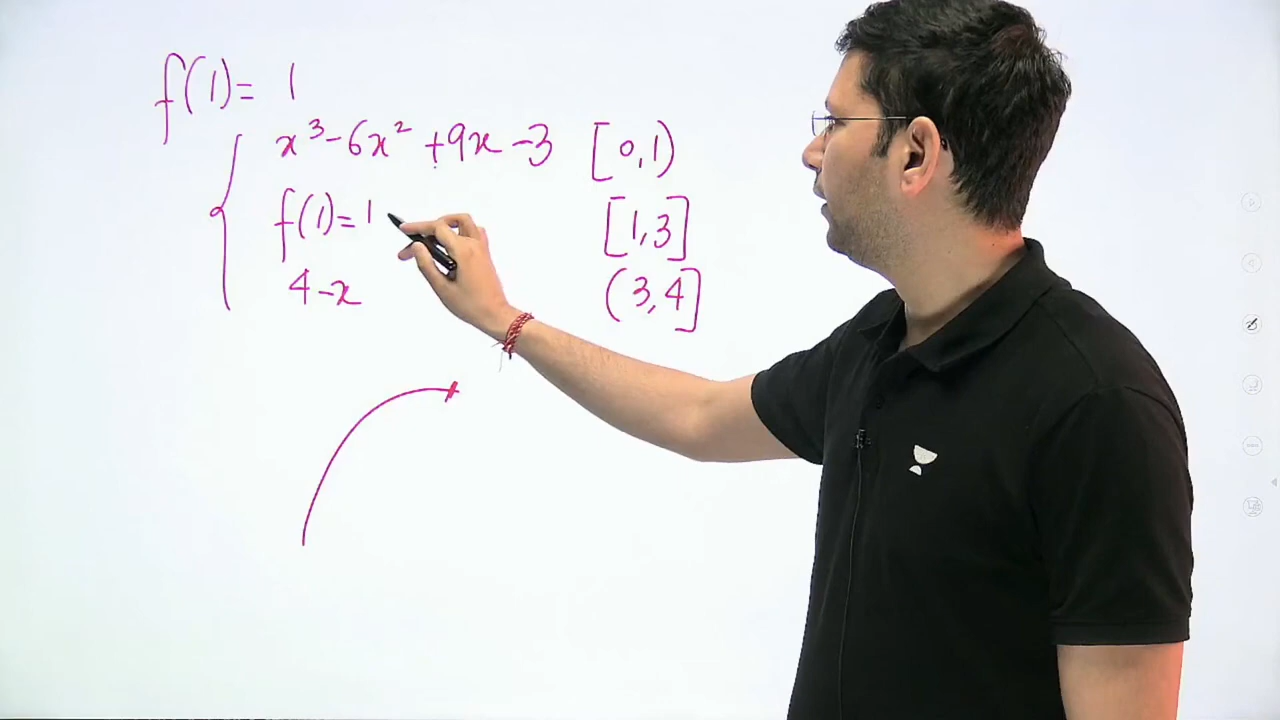 f(1)= 1
x³-6x² +9x -3 [0,1)
f(1)=1 [1,3]
4-x (3,4]